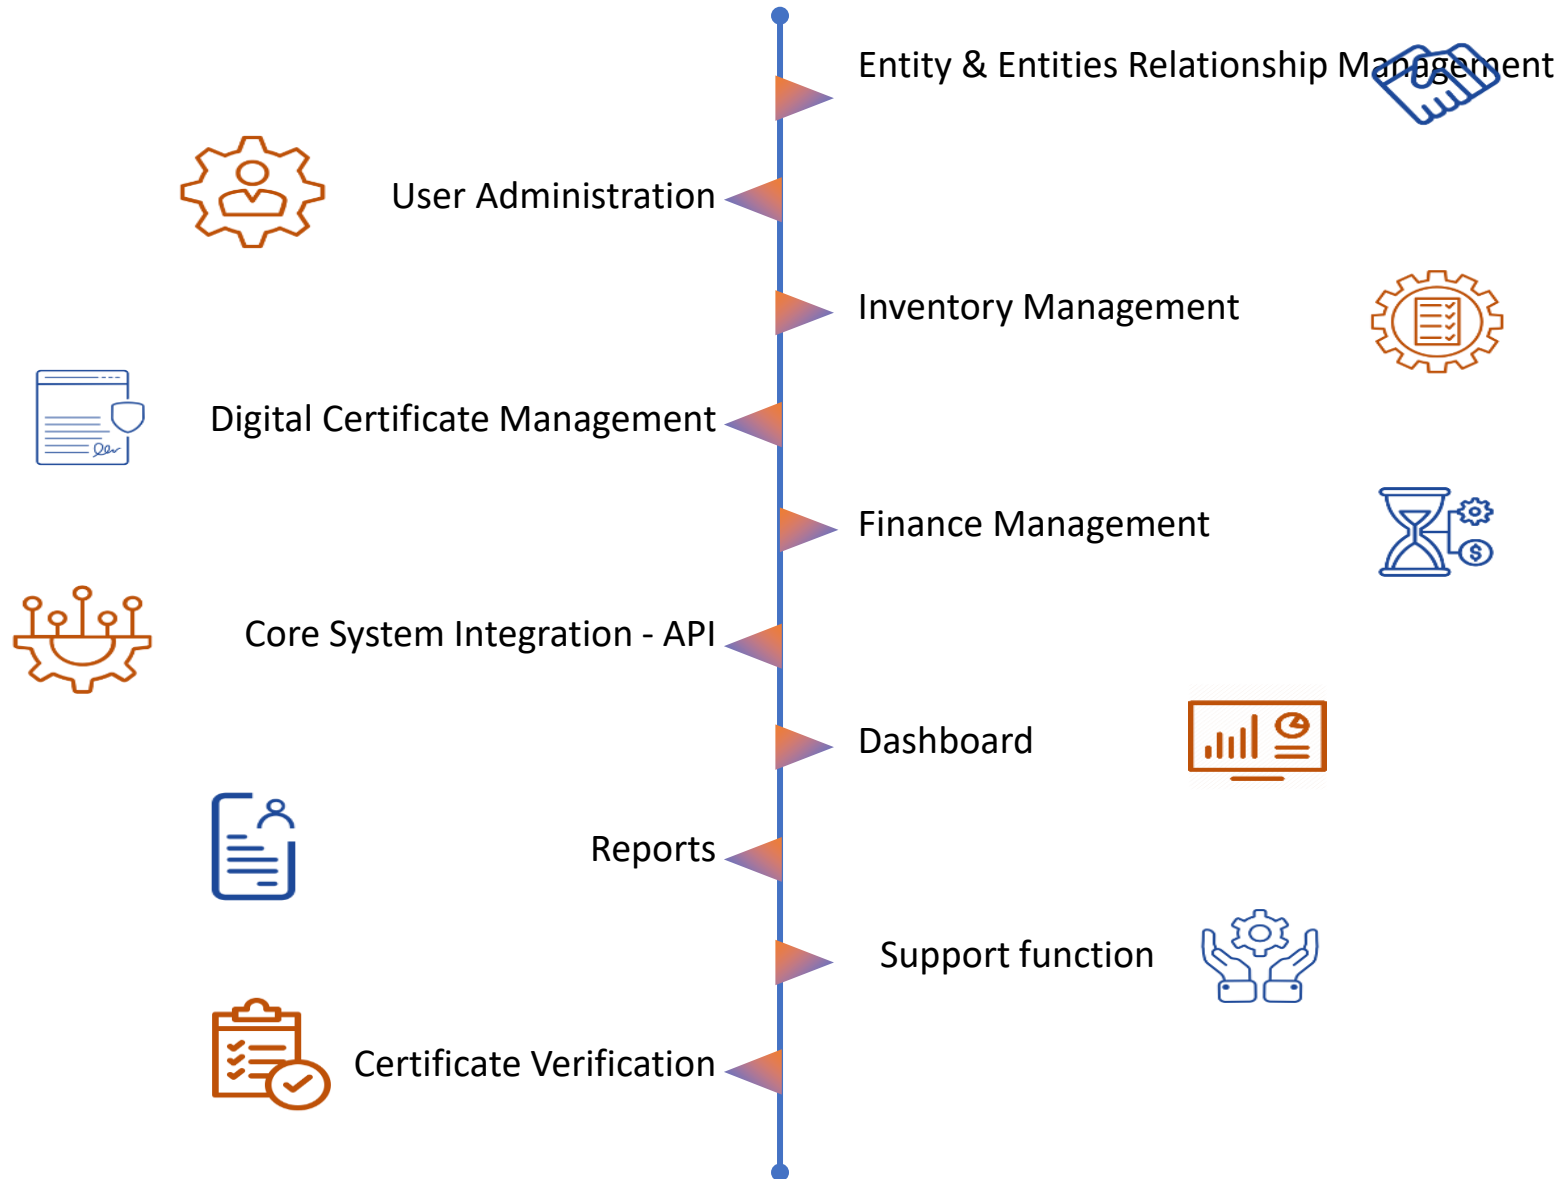 Entity & Entities Relationship Management
User Administration
Inventory Management
Digital Certificate Management
Finance Management
$
Core System Integration - API
Dashboard
Reports
Support function
Certificate Verification